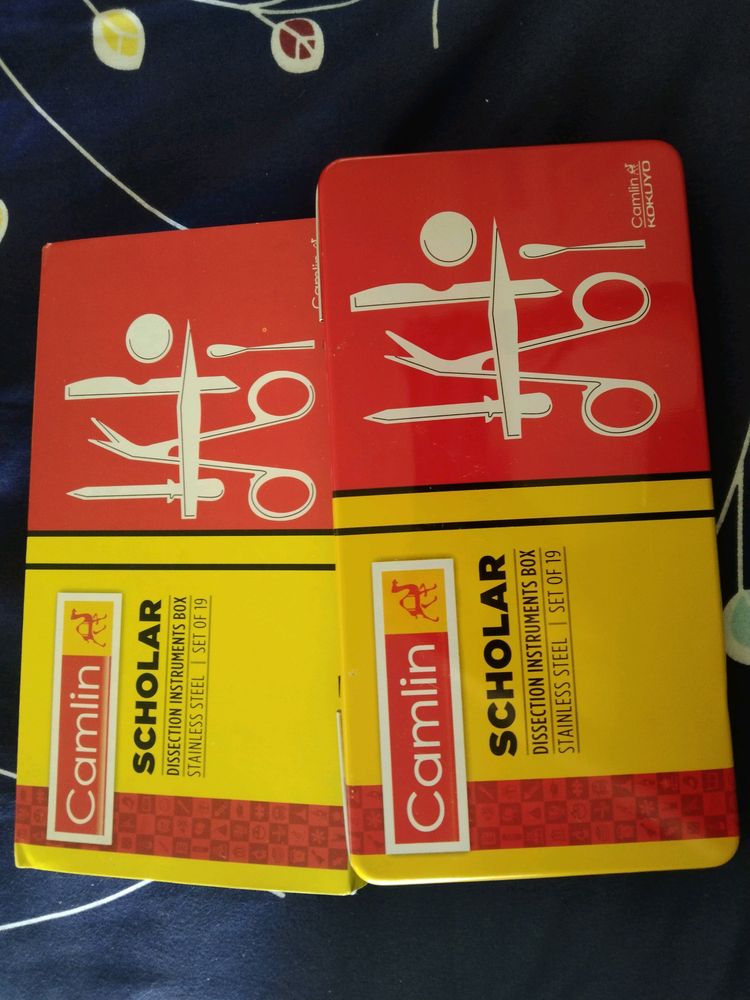 Camlin
SCHOLAR
DISSECTION INSTRUMENTS BOX
STAINLESS STEEL | SET OF 19
Camlin
Camlin
SCHOLAR
DISSECTION INSTRUMENTS BOX
STAINLESS STEEL | SET OF 19
Camlin
KOKUYO